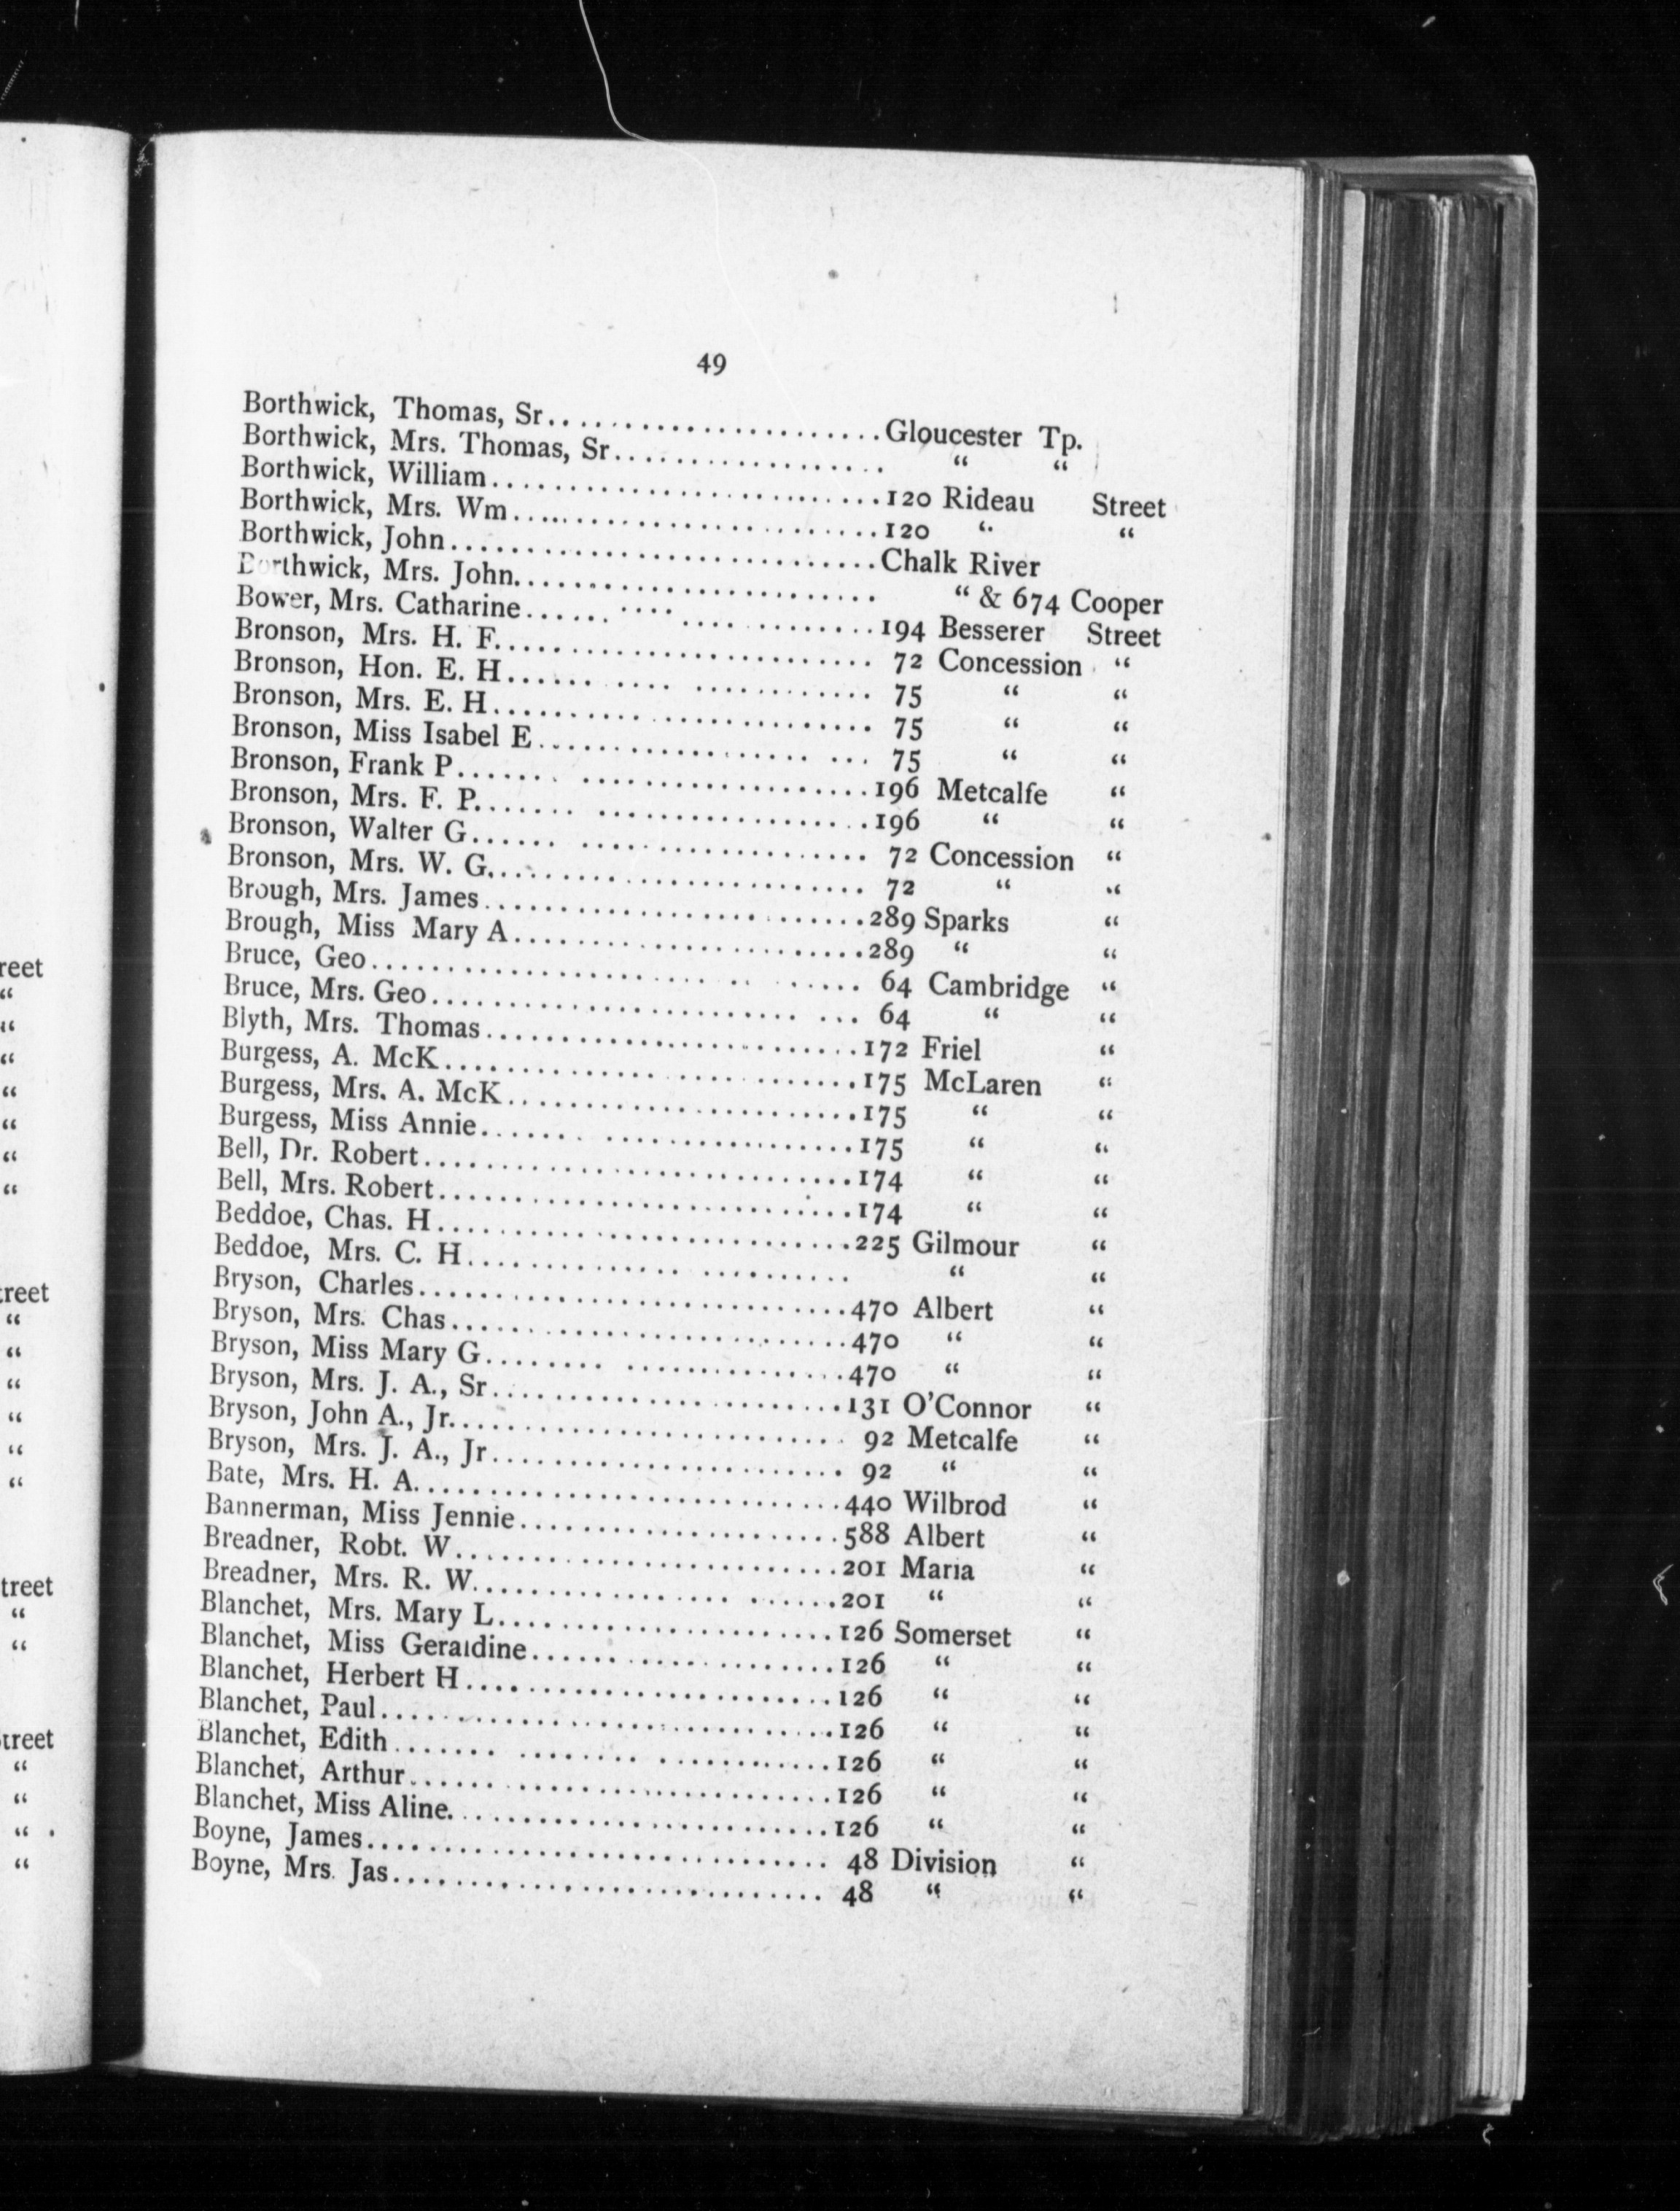 49
Borthwick, Thomas, Sr. Gloucester Tp.
Borthwick, Mrs. Thomas, Sr. “ “
Borthwick, William 120 Rideau Street
Borthwick, Mrs. Wm. 120 “ “
Borthwick, John Chalk River
Borthwick, Mrs. John. “ & 674 Cooper
Bower, Mrs. Catharine 194 Besserer Street
Bronson, Mrs. H. F. 72 Concession “
Bronson, Hon. E. H. 75 “ “
Bronson, Mrs. E. H. 75 “ “
Bronson, Miss Isabel E. 75 “ “
Bronson, Frank P. 196 Metcalfe “
Bronson, Mrs. F. P. 196 “ “
Bronson, Walter G. 72 Concession “
Bronson, Mrs. W. G. 72 “ “
Brough, Mrs. James 289 Sparks “
Brough, Miss Mary A. 289 “ “
Bruce, Geo. 64 Cambridge “
Bruce, Mrs. Geo. 64 “ “
Blyth, Mrs. Thomas 172 Friel “
Burgess, A. McK. 175 McLaren “
Burgess, Mrs. A. McK. 175 “ “
Burgess, Miss Annie. 175 “ “
Bell, Dr. Robert 174 “ “
Bell, Mrs. Robert 174 “ “
Beddoe, Chas. H. 225 Gilmour “
Beddoe, Mrs. C. H. “ “
Bryson, Charles 470 Albert “
Bryson, Mrs. Chas. 470 “ “
Bryson, Miss Mary G. 470 “ “
Bryson, Mrs. J. A., Sr. 131 O’Connor “
Bryson, John A., Jr. 92 Metcalfe “
Bryson, Mrs. J. A., Jr. 92 “ “
Bate, Mrs. H. A. 440 Wilbrod “
Bannerman, Miss Jennie 588 Albert “
Breadner, Robt. W. 201 Maria “
Breadner, Mrs. R. W. 201 “ “
Blanchet, Mrs. Mary L. 126 Somerset “
Blanchet, Miss Geraldine 126 “ “
Blanchet, Herbert H. 126 “ “
Blanchet, Paul 126 “ “
Blanchet, Edith 126 “ “
Blanchet, Arthur 126 “ “
Blanchet, Miss Aline. 126 “ “
Boyne, James 48 Division “
Boyne, Mrs. Jas. 48 “ “